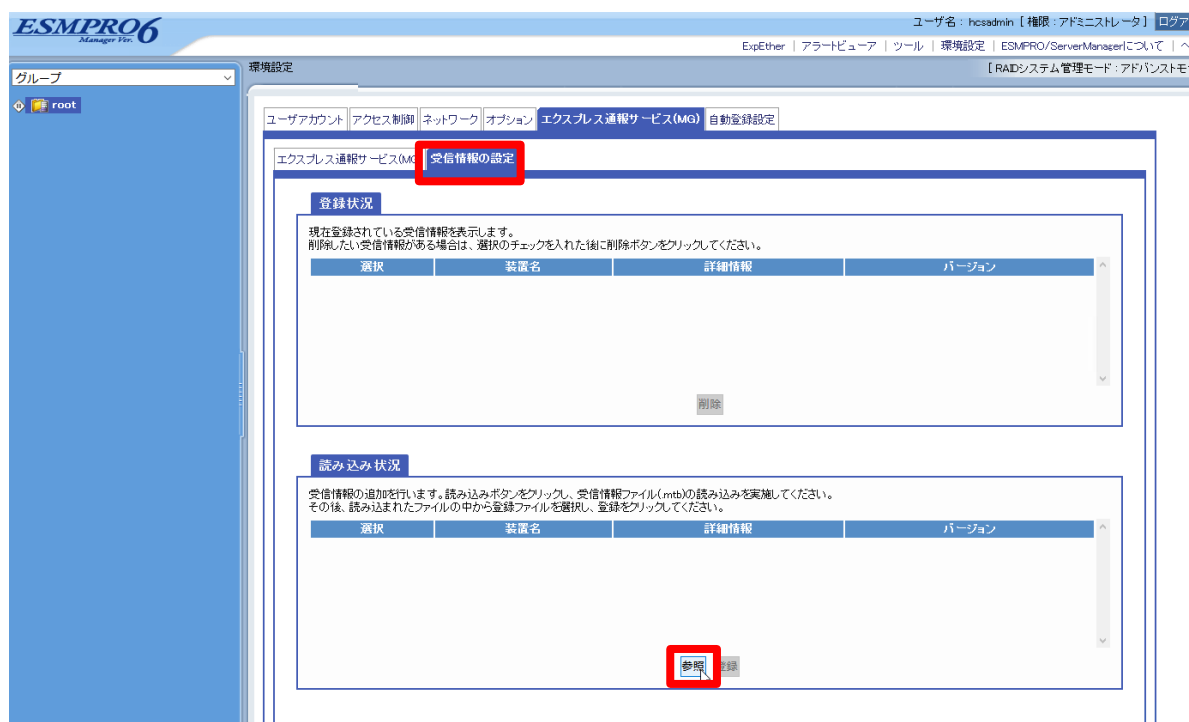 ESMPRO6
Manager Ver.
ユーザ名 : hcsadmin [ 権限 : アドミニストレータ ] ログア
ExpEther | アラートビューア | ツール | 環境設定 | ESMPRO/ServerManagerについて | ヘ
グループ
環境設定
[ RAIDシステム管理モード : アドバンストモ
root
ユーザアカウント アクセス制御 ネットワーク オプション エクスプレス通報サービス(MG) 自動登録設定
エクスプレス通報サービス(MG 受信情報の設定
登録状況
現在登録されている受信情報を表示します。
削除したい受信情報がある場合は、選択のチェックを入れた後に削除ボタンをクリックしてください。
選択 装置名 詳細情報 バージョン
削除
読み込み状況
受信情報の追加を行います。読み込みボタンをクリックし、受信情報ファイル(.mtb)の読み込みを実施してください。
その後、読み込まれたファイルの中から登録ファイルを選択し、登録をクリックしてください。
選択 装置名 詳細情報 バージョン
参照 登録